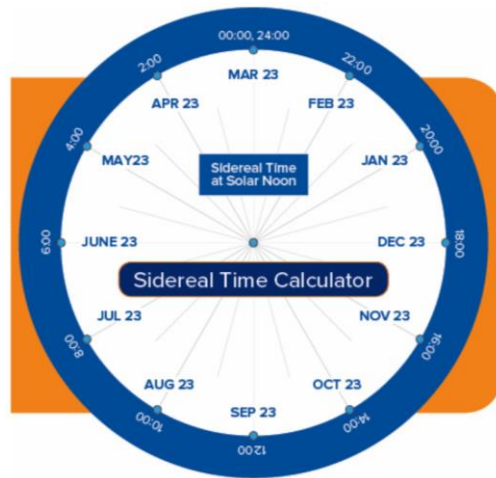 00:00, 24:00
2:00
22:00
MAR 23
APR 23
FEB 23
4:00
20:00
MAY23
JAN 23
Sidereal Time
at Solar Noon
6:00
JUNE 23
DEC 23
18:00
Sidereal Time Calculator
JUL 23
NOV 23
8:00
16:00
AUG 23
OCT 23
SEP 23
10:00
14:00
12:00